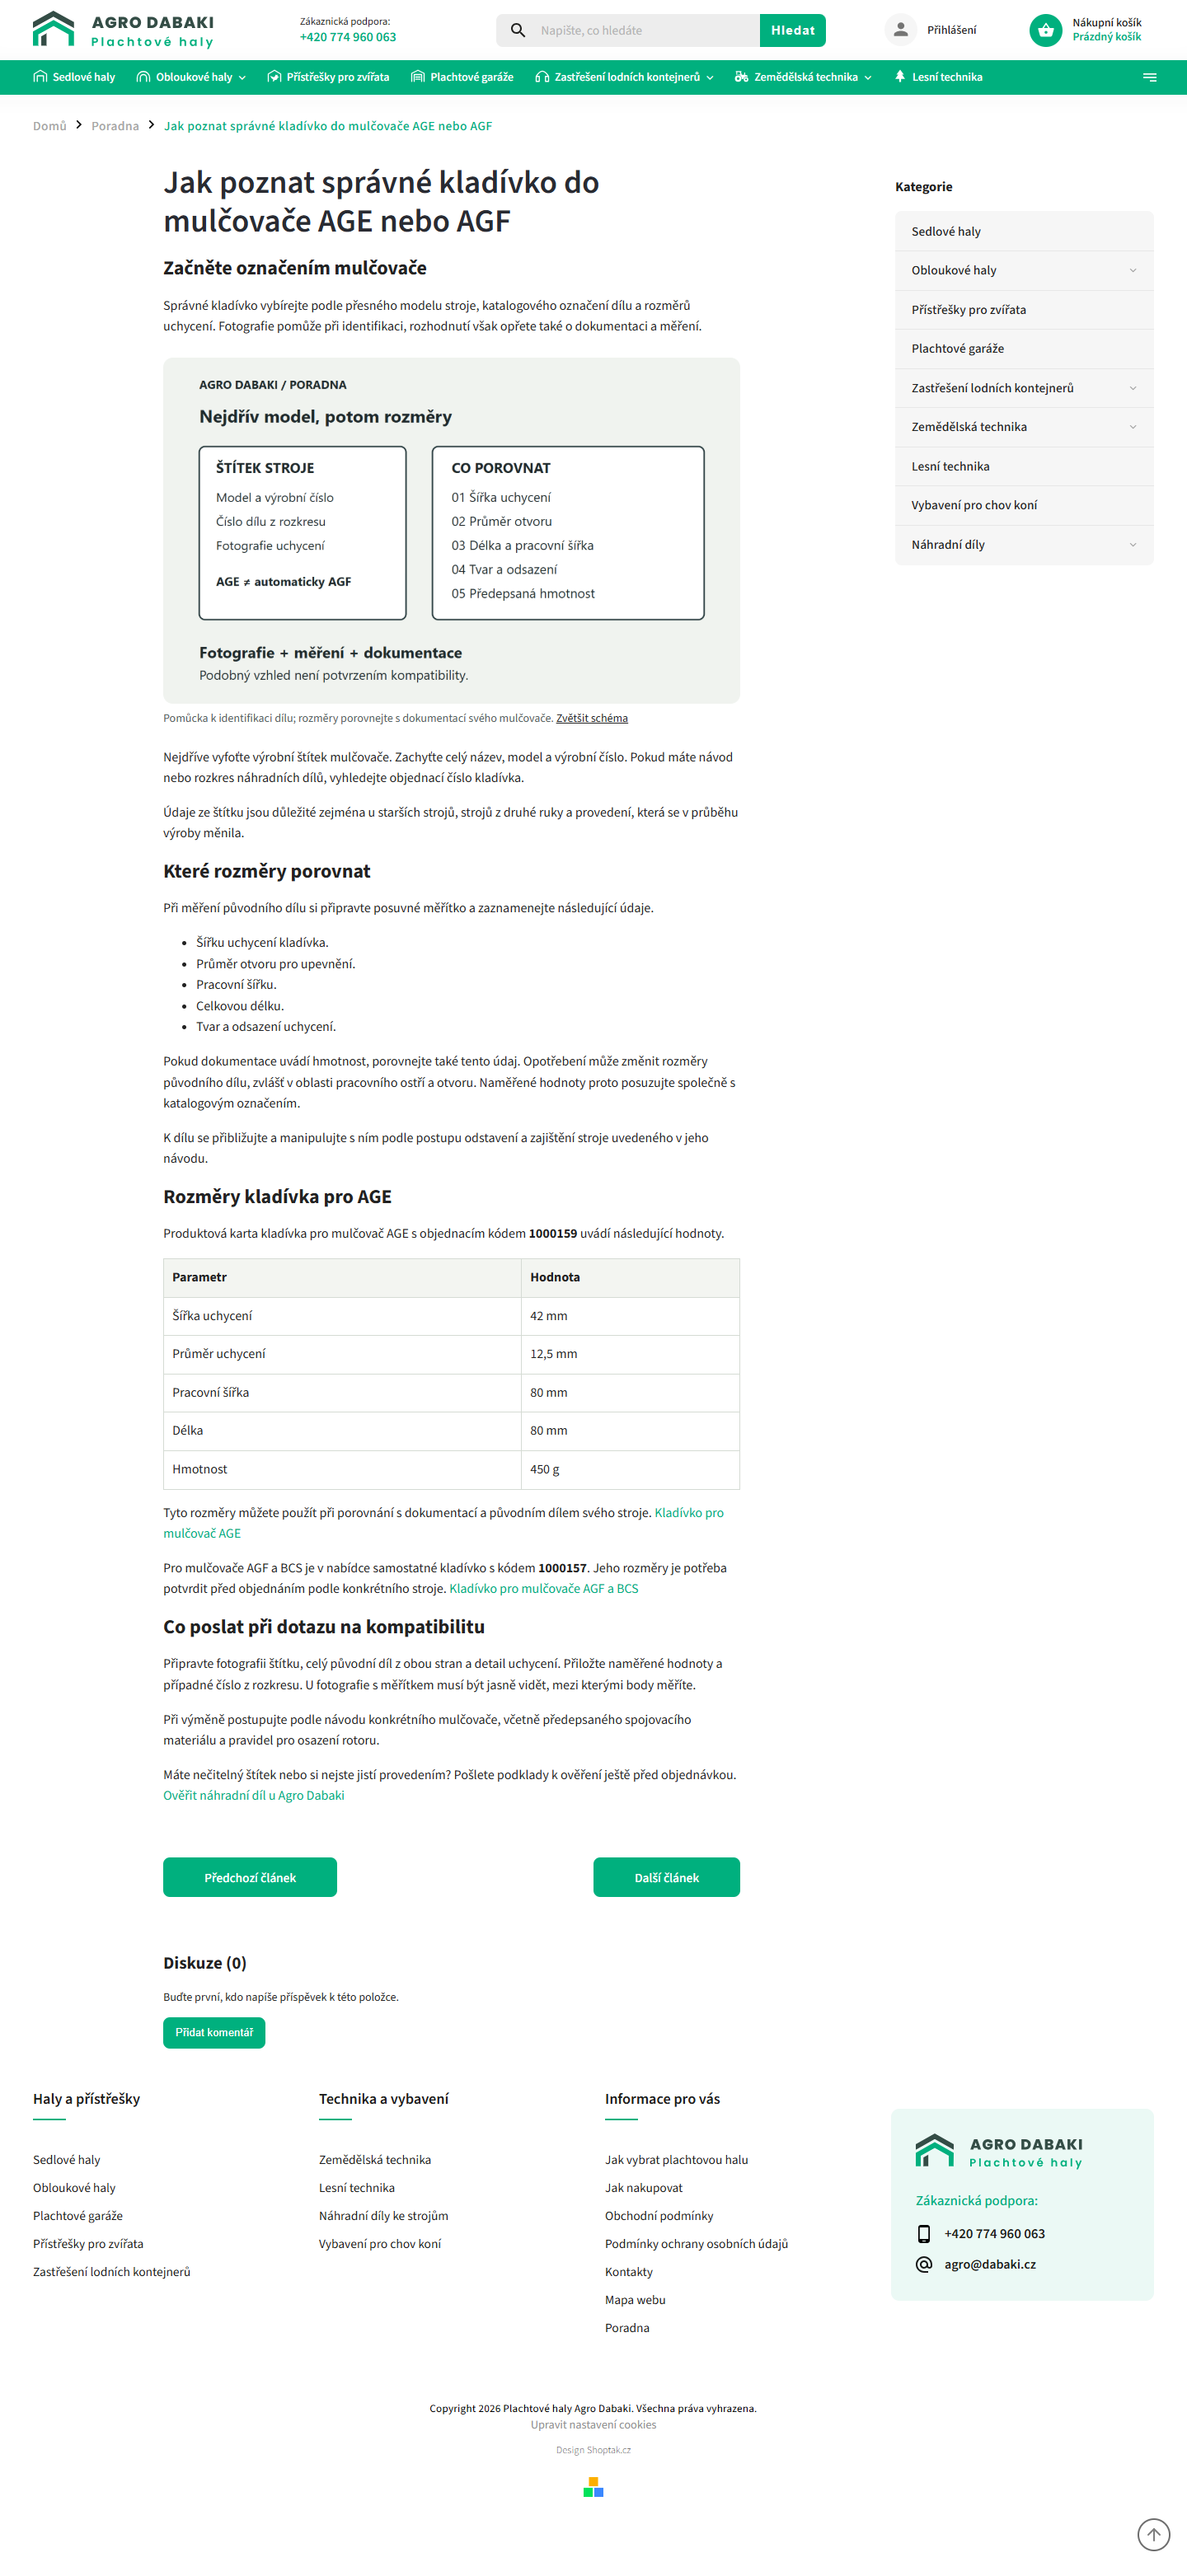 AGRO DABAKI
Plachtové haly
Zákaznická podpora:
+420 774 960 063
Napište, co hledáte
Hledat
Přihlášení
Nákupní košík
Prázdný košík
Sedlové haly
Obloukové haly
Přístřešky pro zvířata
Plachtové garáže
Zastřešení lodních kontejnerů
Zemědělská technika
Lesní technika
Domů
Poradna
Jak poznat správné kladívko do mulčovače AGE nebo AGF
Jak poznat správné kladívko do
mulčovače AGE nebo AGF
Začněte označením mulčovače
Správné kladívko vybírejte podle přesného modelu stroje, katalogového označení dílu a rozměrů
uchycení. Fotografie pomůže při identifikaci, rozhodnutí však opřete také o dokumentaci a měření.
AGRO DABAKI / PORADNA
Nejdřív model, potom rozměry
ŠTÍTEK STROJE
Model a výrobní číslo
Číslo dílu z rozkresu
Fotografie uchycení
AGE ≠ automaticky AGF
CO POROVNAT
01 Šířka uchycení
02 Průměr otvoru
03 Délka a pracovní šířka
04 Tvar a odsazení
05 Předepsaná hmotnost
Fotografie + měření + dokumentace
Podobný vzhled není potvrzením kompatibility.
Pomůcka k identifikaci dílu; rozměry porovnejte s dokumentací svého mulčovače. Zvětšit schéma
Nejdříve vyfoťte výrobní štítek mulčovače. Zachyťte celý název, model a výrobní číslo. Pokud máte návod
nebo rozkres náhradních dílů, vyhledejte objednací číslo kladívka.
Údaje ze štítku jsou důležité zejména u starších strojů, strojů z druhé ruky a provedení, která se v průběhu
výroby měnila.
Které rozměry porovnat
Při měření původního dílu si připravte posuvné měřítko a zaznamenejte následující údaje.
• Šířku uchycení kladívka.
• Průměr otvoru pro upevnění.
• Pracovní šířku.
• Celkovou délku.
• Tvar a odsazení uchycení.
Pokud dokumentace uvádí hmotnost, porovnejte také tento údaj. Opotřebení může změnit rozměry
původního dílu, zvlášť v oblasti pracovního ostří a otvoru. Naměřené hodnoty proto posuzujte společně s
katalogovým označením.
K dílu se přibližujte a manipulujte s ním podle postupu odstavení a zajištění stroje uvedeného v jeho
návodu.
Rozměry kladívka pro AGE
Produktová karta kladívka pro mulčovač AGE s objednacím kódem 1000159 uvádí následující hodnoty.
Parametr Hodnota
Šířka uchycení 42 mm
Průměr uchycení 12,5 mm
Pracovní šířka 80 mm
Délka 80 mm
Hmotnost 450 g
Tyto rozměry můžete použít při porovnání s dokumentací a původním dílem svého stroje. Kladívko pro
mulčovač AGE
Pro mulčovače AGF a BCS je v nabídce samostatné kladívko s kódem 1000157. Jeho rozměry je potřeba
potvrdit před objednáním podle konkrétního stroje. Kladívko pro mulčovače AGF a BCS
Co poslat při dotazu na kompatibilitu
Připravte fotografii štítku, celý původní díl z obou stran a detail uchycení. Přiložte naměřené hodnoty a
případné číslo z rozkresu. U fotografie s měřítkem musí být jasně vidět, mezi kterými body měříte.
Při výměně postupujte podle návodu konkrétního mulčovače, včetně předepsaného spojovacího
materiálu a pravidel pro osazení rotoru.
Máte nečitelný štítek nebo si nejste jistí provedením? Pošlete podklady k ověření ještě před objednávkou.
Ověřit náhradní díl u Agro Dabaki
Předchozí článek
Další článek
Diskuze (0)
Buďte první, kdo napíše příspěvek k této položce.
Přidat komentář
Kategorie
Sedlové haly
Obloukové haly
Přístřešky pro zvířata
Plachtové garáže
Zastřešení lodních kontejnerů
Zemědělská technika
Lesní technika
Vybavení pro chov koní
Náhradní díly
Haly a přístřešky
Sedlové haly
Obloukové haly
Plachtové garáže
Přístřešky pro zvířata
Zastřešení lodních kontejnerů
Technika a vybavení
Zemědělská technika
Lesní technika
Náhradní díly ke strojům
Vybavení pro chov koní
Informace pro vás
Jak vybrat plachtovou halu
Jak nakupovat
Obchodní podmínky
Podmínky ochrany osobních údajů
Kontakty
Mapa webu
Poradna
AGRO DABAKI
Plachtové haly
Zákaznická podpora:
+420 774 960 063
agro@dabaki.cz
Copyright 2026 Plachtové haly Agro Dabaki. Všechna práva vyhrazena.
Upravit nastavení cookies
Design Shoptak.cz